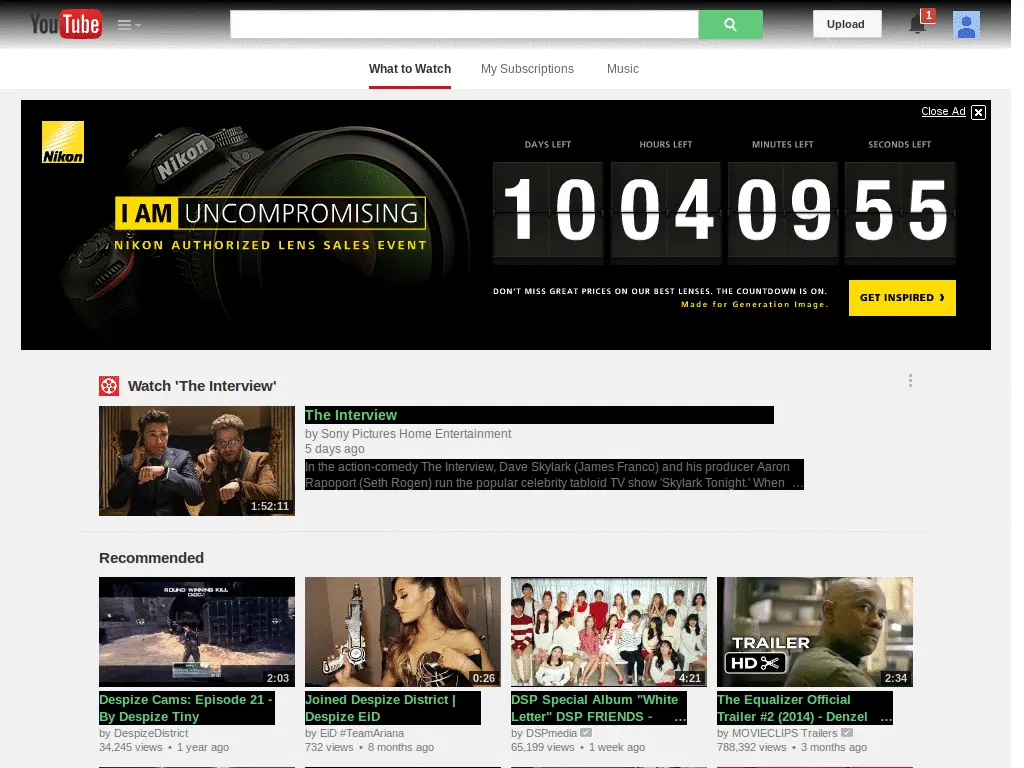 YouTube
Upload
1
What to Watch
My Subscriptions
Music
Close Ad
Nikon
Nikon
I AM UNCOMPROMISING
NIKON AUTHORIZED LENS SALES EVENT
DAYS LEFT
HOURS LEFT
MINUTES LEFT
SECONDS LEFT
10 04 09 55
DON'T MISS GREAT PRICES ON OUR BEST LENSES. THE COUNTDOWN IS ON.
Made for Generation Image.
GET INSPIRED ›
Watch 'The Interview'
1:52:11
The Interview
by Sony Pictures Home Entertainment
5 days ago
In the action-comedy The Interview, Dave Skylark (James Franco) and his producer Aaron
Rapoport (Seth Rogen) run the popular celebrity tabloid TV show 'Skylark Tonight.' When ...
Recommended
ROUND WINNING KILL
2:03
Despize Cams: Episode 21 -
By Despize Tiny
by DespizeDistrict
34,245 views • 1 year ago
0:26
Joined Despize District |
Despize EiD
by EiD #TeamAriana
732 views • 8 months ago
4:21
DSP Special Album "White
Letter" DSP FRIENDS - ...
by DSPmedia
65,199 views • 1 week ago
TRAILER
HD
2:34
The Equalizer Official
Trailer #2 (2014) - Denzel ...
by MOVIECLIPS Trailers
788,392 views • 3 months ago